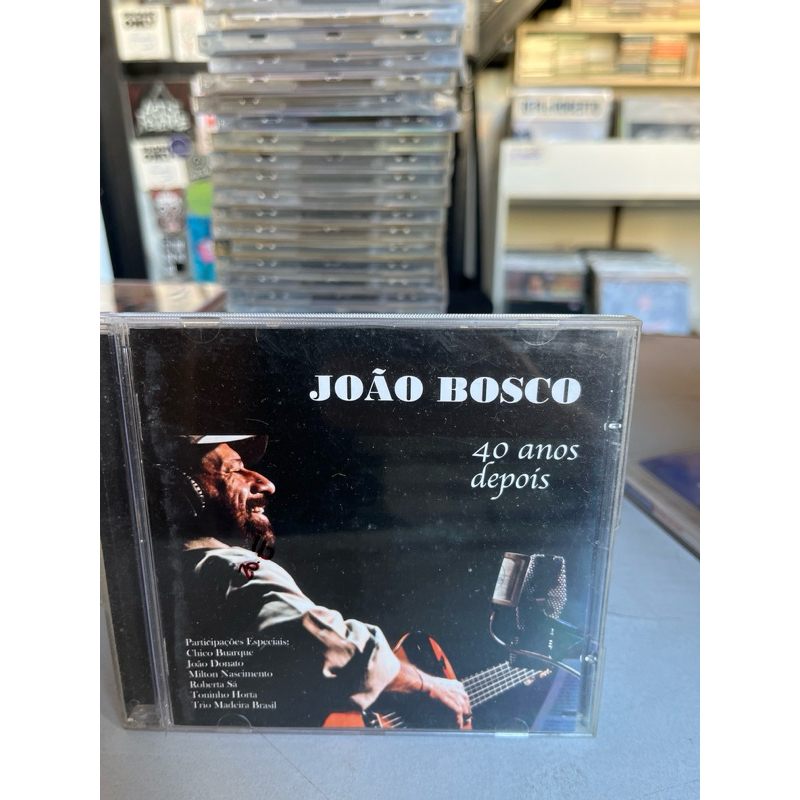 JOÃO BOSCO
40 anos
depois
Participações Especiais:
Chico Buarque
João Donato
Milton Nascimento
Roberta Sá
Toninho Horta
Trio Madeira Brasil